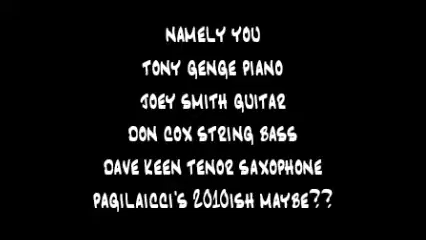 NAMELY YOU
TONY GENGE PIANO
JOEY SMITH GUITAR
DON COX STRING BASS
DAVE KEEN TENOR SAXOPHONE
PAGILAICCI'S 2010ISH MAYBE??